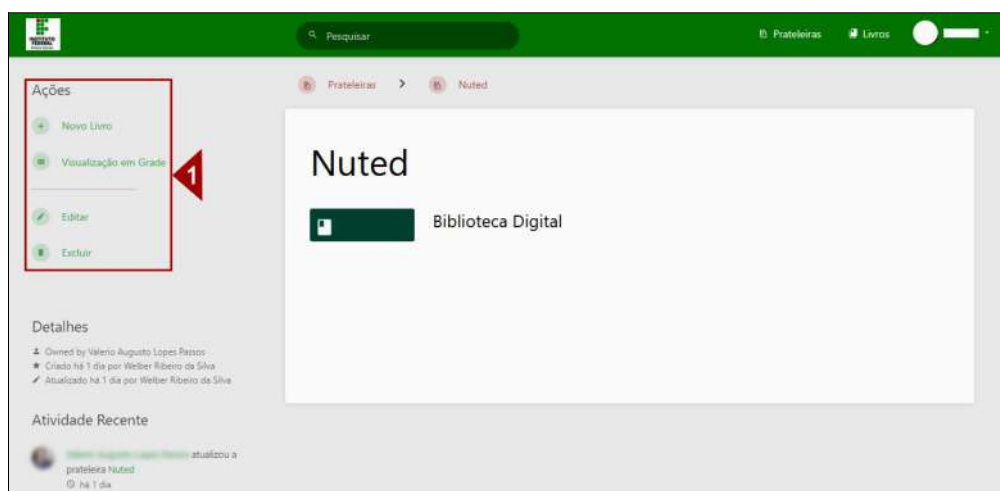 INSTITUTO
FEDERAL
Pesquisar
Prateleiras
Livros
Ações
Novo Livro
Visualização em Grade
Editar
Excluir
1
Prateleiras > Nuted
Nuted
Biblioteca Digital
Detalhes
Owned by Valerio Augusto Lopes Passos
Criado há 1 dia por Welber Ribeiro da Silva
Atualizado há 1 dia por Welber Ribeiro da Silva
Atividade Recente
atualizou a
prateleira Nuted
há 1 dia